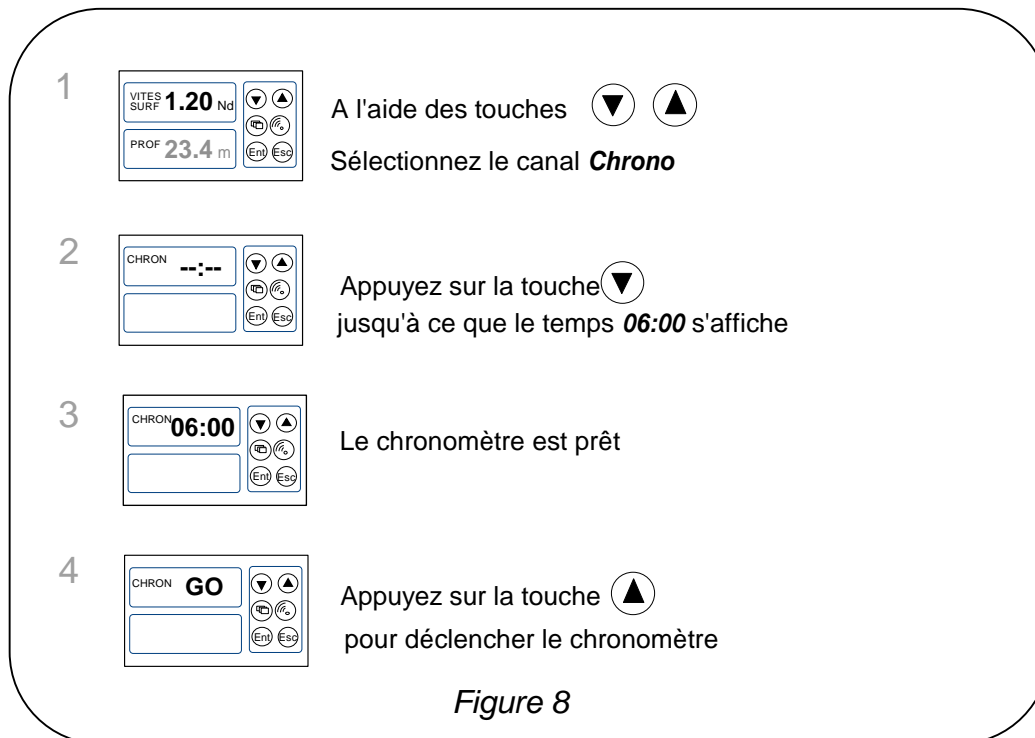 1
VITES
SURF 1.20 Nd
PROF 23.4 m
Ent Esc
A l'aide des touches
Sélectionnez le canal Chrono
2
CHRON --:--
Ent Esc
Appuyez sur la touche
jusqu'à ce que le temps 06:00 s'affiche
3
CHRON 06:00
Ent Esc
Le chronomètre est prêt
4
CHRON GO
Ent Esc
Appuyez sur la touche
pour déclencher le chronomètre
Figure 8